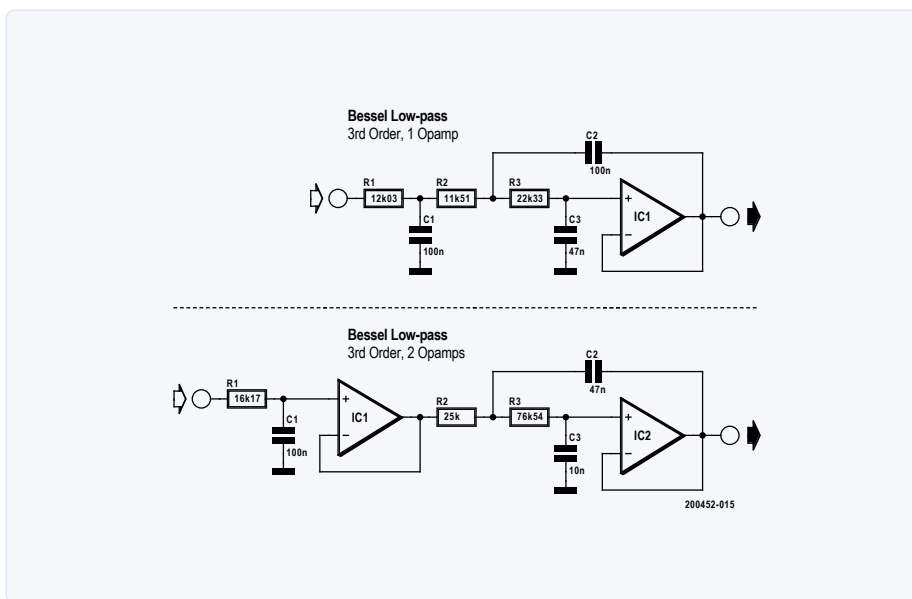 Bessel Low-pass
3rd Order, 1 Opamp
C2
100n
R1
12k03
R2
11k51
R3
22k33
C1
100n
C3
47n
+
−
IC1
Bessel Low-pass
3rd Order, 2 Opamps
C2
47n
R1
16k17
C1
100n
+
−
IC1
R2
25k
R3
76k54
C3
10n
+
−
IC2
200452-015